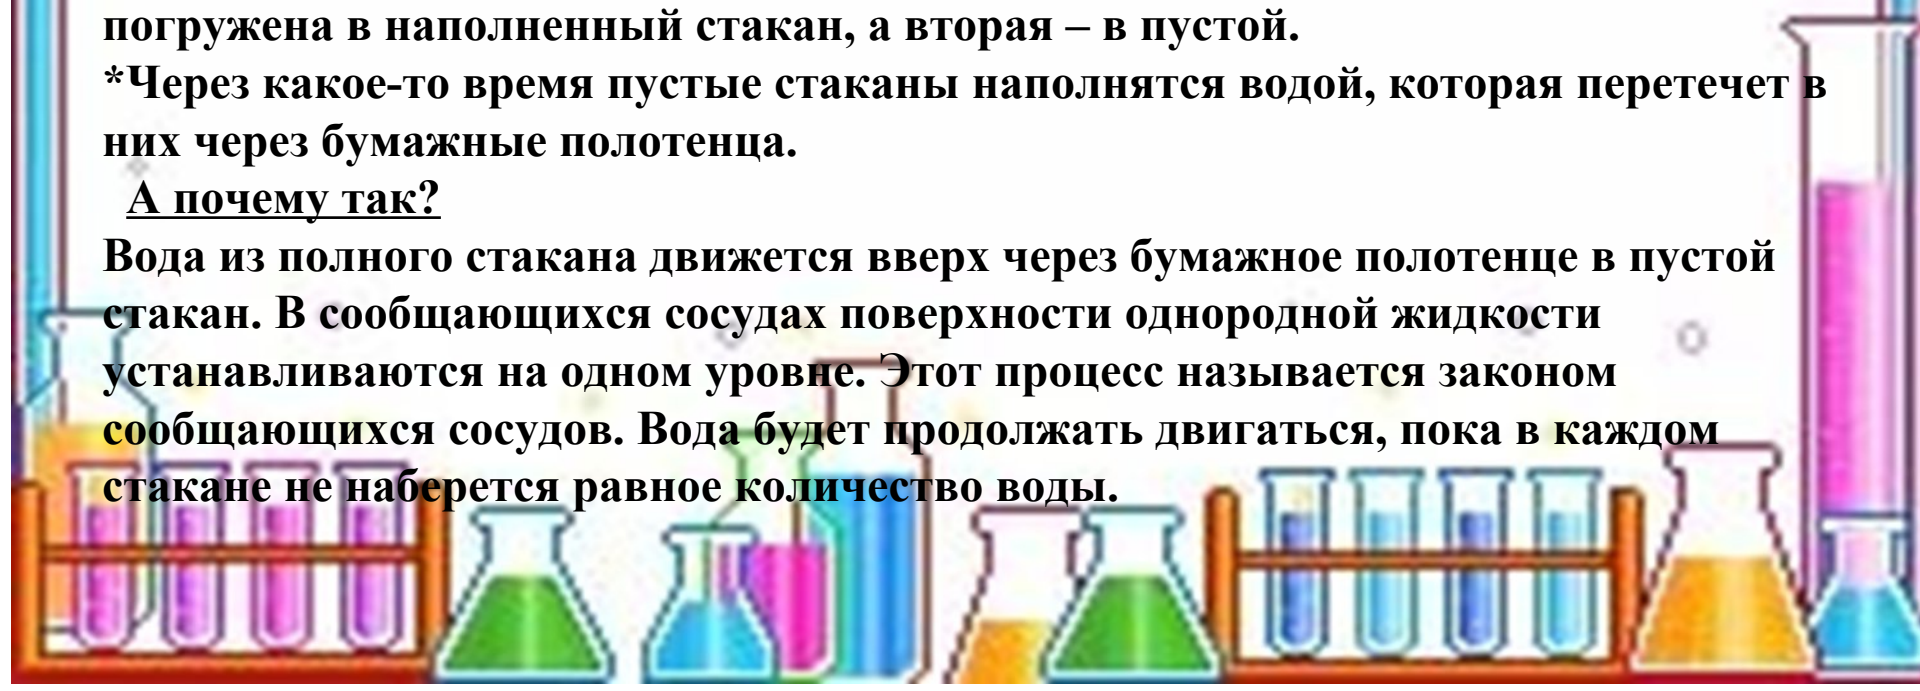 погружена в наполненный стакан, а вторая – в пустой.
*Через какое-то время пустые стаканы наполнятся водой, которая перетечет в
них через бумажные полотенца.
А почему так?
Вода из полного стакана движется вверх через бумажное полотенце в пустой
стакан. В сообщающихся сосудах поверхности однородной жидкости
устанавливаются на одном уровне. Этот процесс называется законом
сообщающихся сосудов. Вода будет продолжать двигаться, пока в каждом
стакане не наберется равное количество воды.